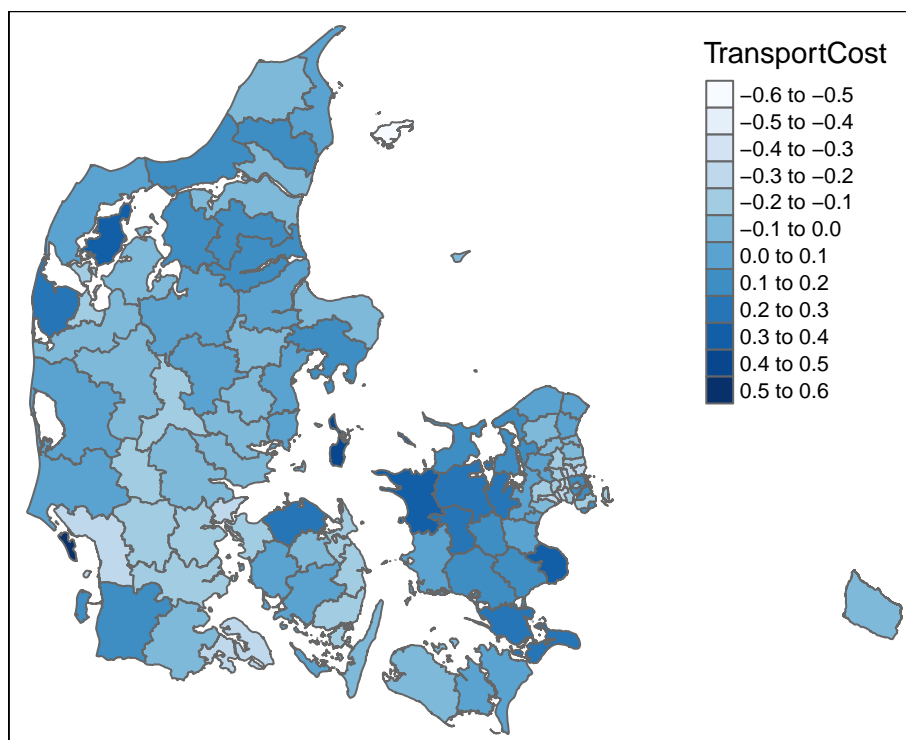 TransportCost
−0.6 to −0.5
−0.5 to −0.4
−0.4 to −0.3
−0.3 to −0.2
−0.2 to −0.1
−0.1 to 0.0
0.0 to 0.1
0.1 to 0.2
0.2 to 0.3
0.3 to 0.4
0.4 to 0.5
0.5 to 0.6